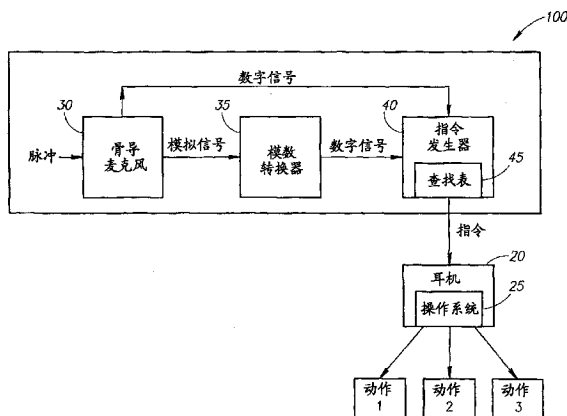 100
数字信号
30
35
40
脉冲
骨导
麦克风
模拟信号
模数
转换器
数字信号
指令
发生器
45
查找表
指令
20
耳机
25
操作系统
动作
1
动作
2
动作
3